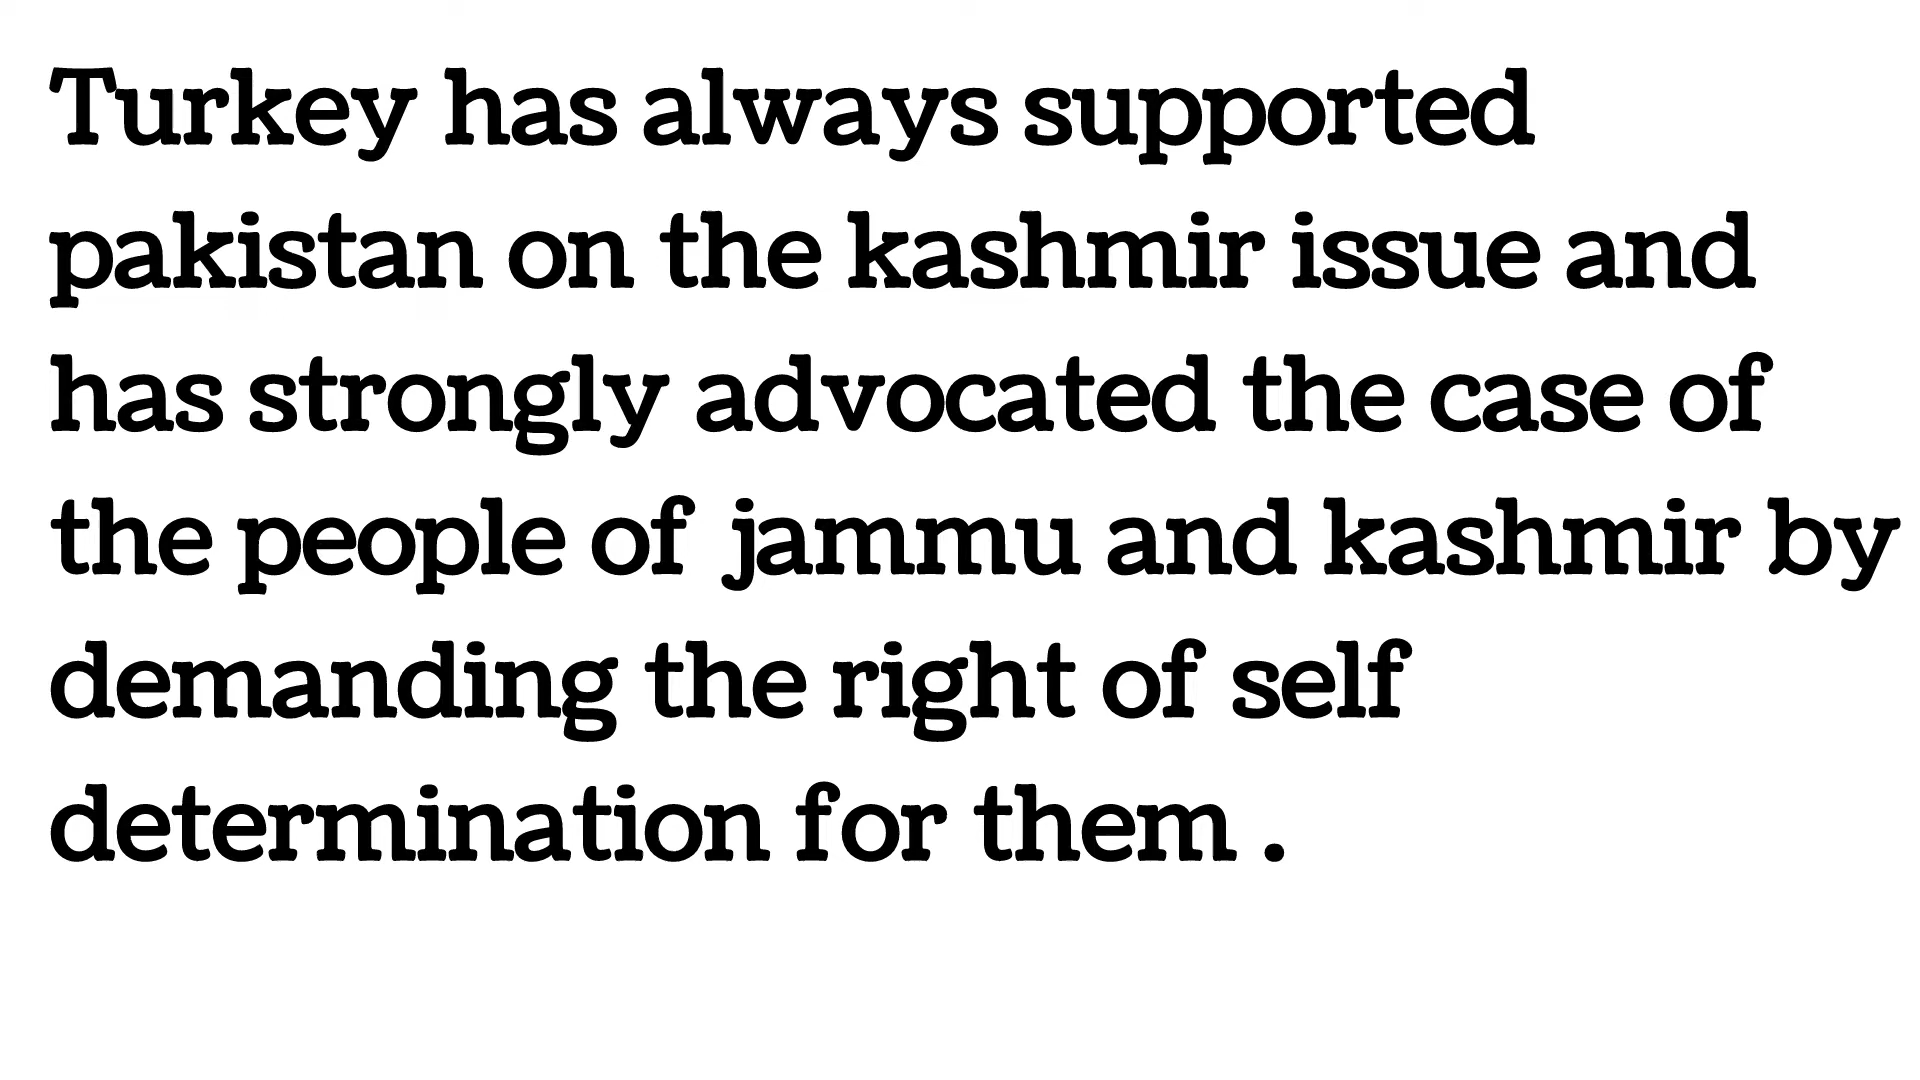 Turkey has always supported
pakistan on the kashmir issue and
has strongly advocated the case of
the people of jammu and kashmir by
demanding the right of self
determination for them .